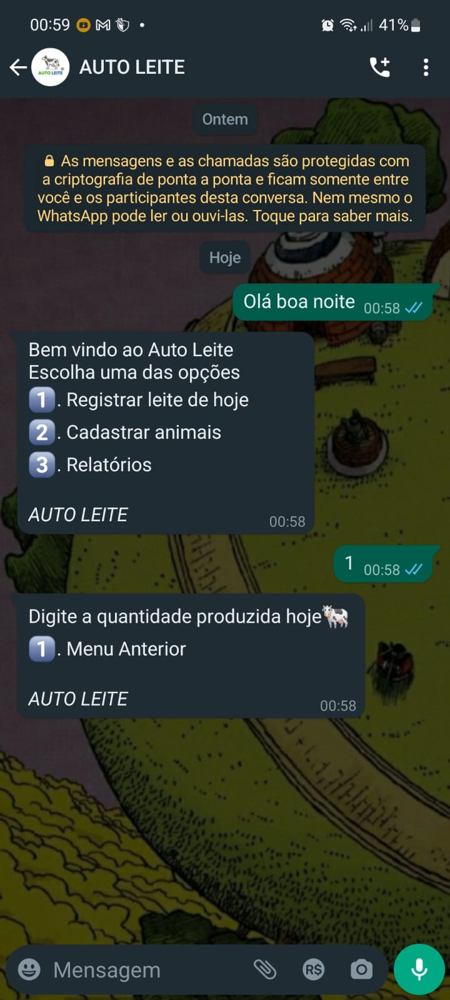 00:59
41%
AUTO LEITE
AUTO LEITE
Ontem
As mensagens e as chamadas são protegidas com
a criptografia de ponta a ponta e ficam somente entre
você e os participantes desta conversa. Nem mesmo o
WhatsApp pode ler ou ouvi-las. Toque para saber mais.
Hoje
Olá boa noite 00:58
Bem vindo ao Auto Leite
Escolha uma das opções
1. Registrar leite de hoje
2. Cadastrar animais
3. Relatórios
AUTO LEITE
00:58
1 00:58
Digite a quantidade produzida hoje🐄
1. Menu Anterior
AUTO LEITE
00:58
Mensagem
R$